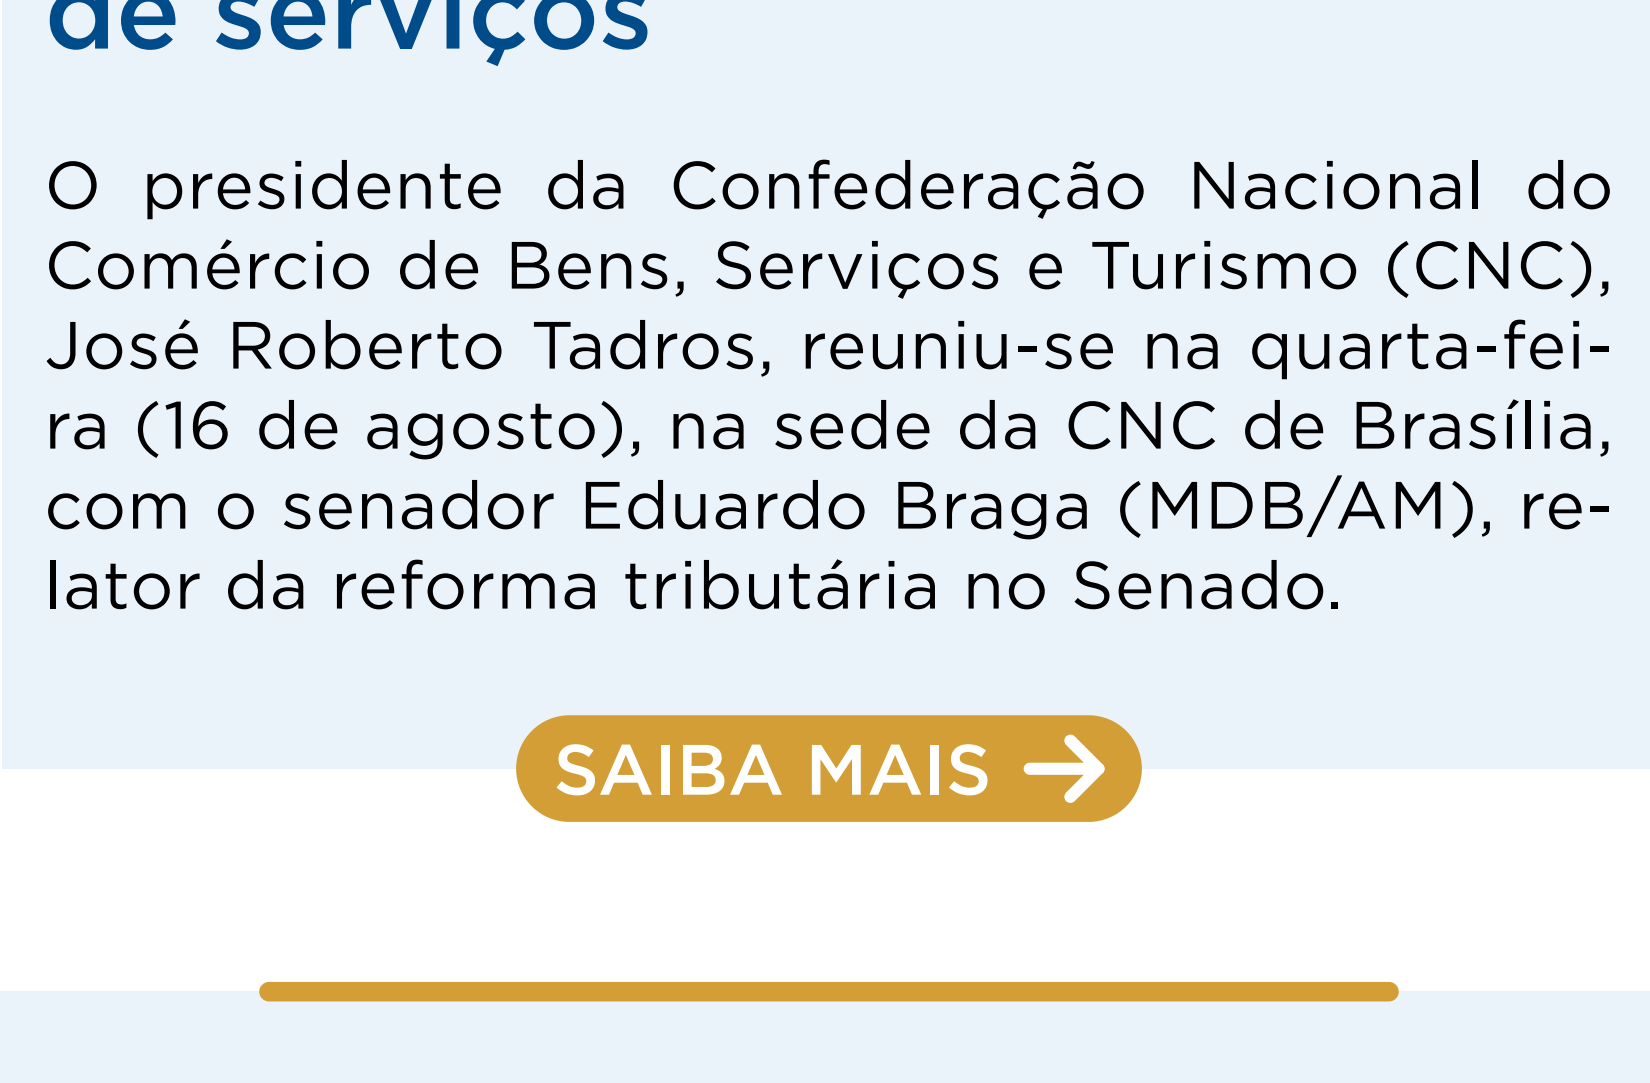 de serviços
O presidente da Confederação Nacional do
Comércio de Bens, Serviços e Turismo (CNC),
José Roberto Tadros, reuniu-se na quarta-fei-
ra (16 de agosto), na sede da CNC de Brasília,
com o senador Eduardo Braga (MDB/AM), re-
lator da reforma tributária no Senado.
SAIBA MAIS →